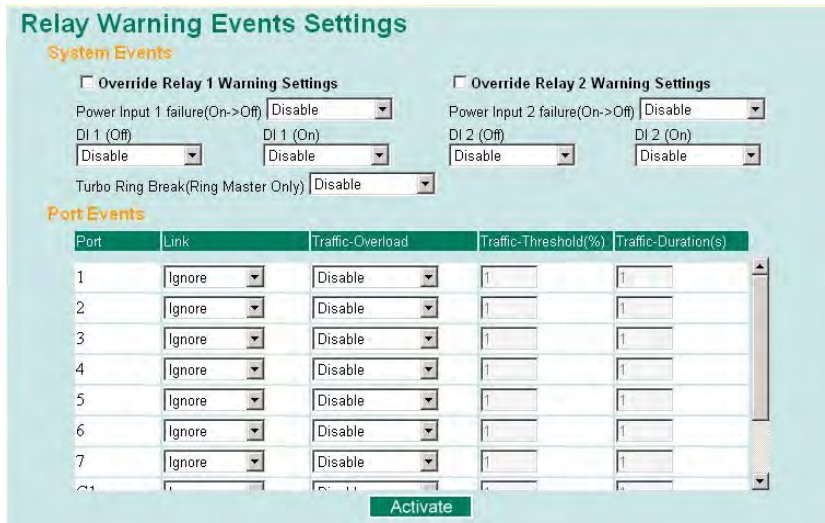 Relay Warning Events Settings
System Events
Override Relay 1 Warning Settings Override Relay 2 Warning Settings
Power Input 1 failure(On->Off) Disable Power Input 2 failure(On->Off) Disable
DI 1 (Off) DI 1 (On) DI 2 (Off) DI 2 (On)
Disable Disable Disable Disable
Turbo Ring Break(Ring Master Only) Disable
Port Events
Port Link Traffic-Overload Traffic-Threshold(%) Traffic-Duration(s)
1 Ignore Disable 1 1
2 Ignore Disable 1 1
3 Ignore Disable 1 1
4 Ignore Disable 1 1
5 Ignore Disable 1 1
6 Ignore Disable 1 1
7 Ignore Disable 1 1
Activate